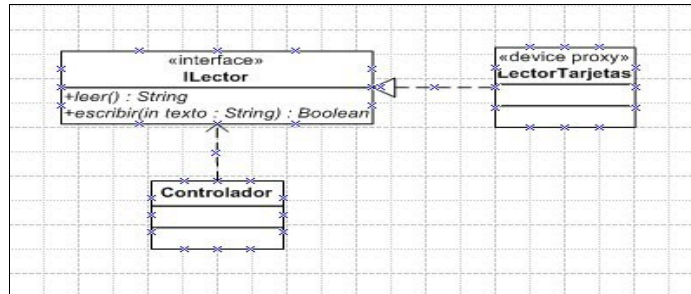 «interface»
ILector
+leer() : String
+escribir(in texto : String) : Boolean
«device proxy»
LectorTarjetas
Controlador